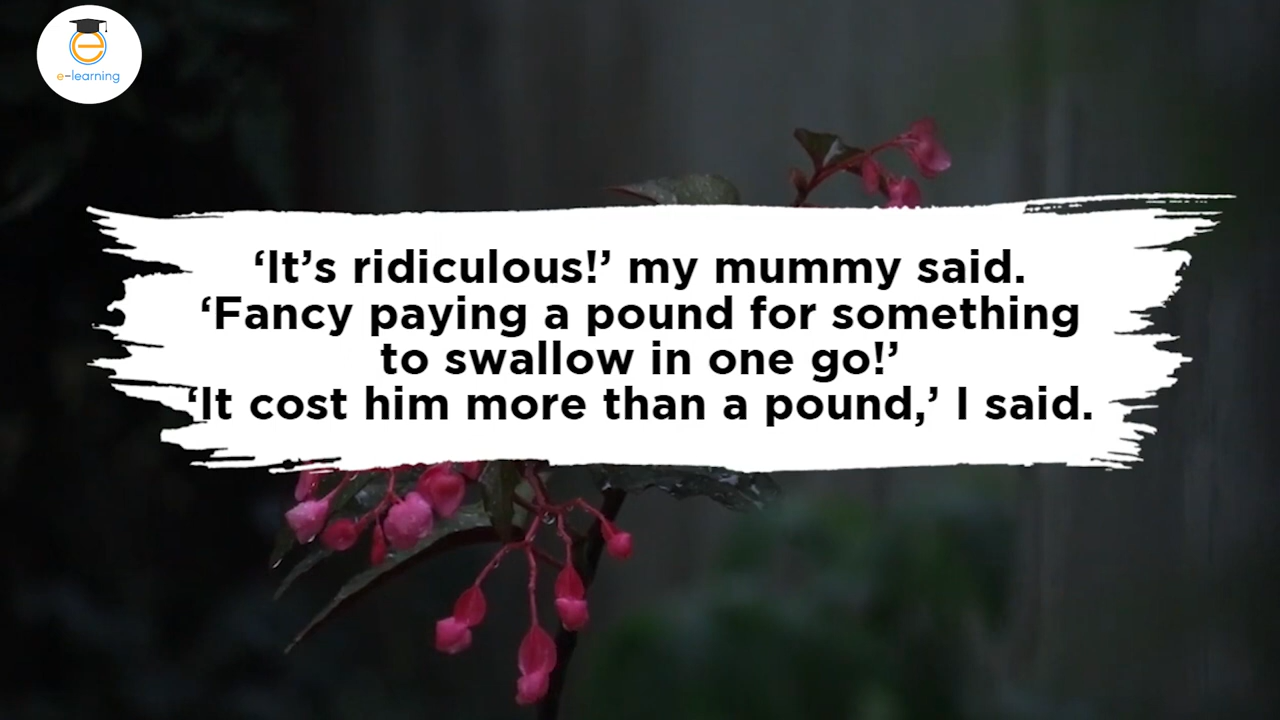 e-learning
‘It’s ridiculous!’ my mummy said.
‘Fancy paying a pound for something
to swallow in one go!’
‘It cost him more than a pound,’ I said.